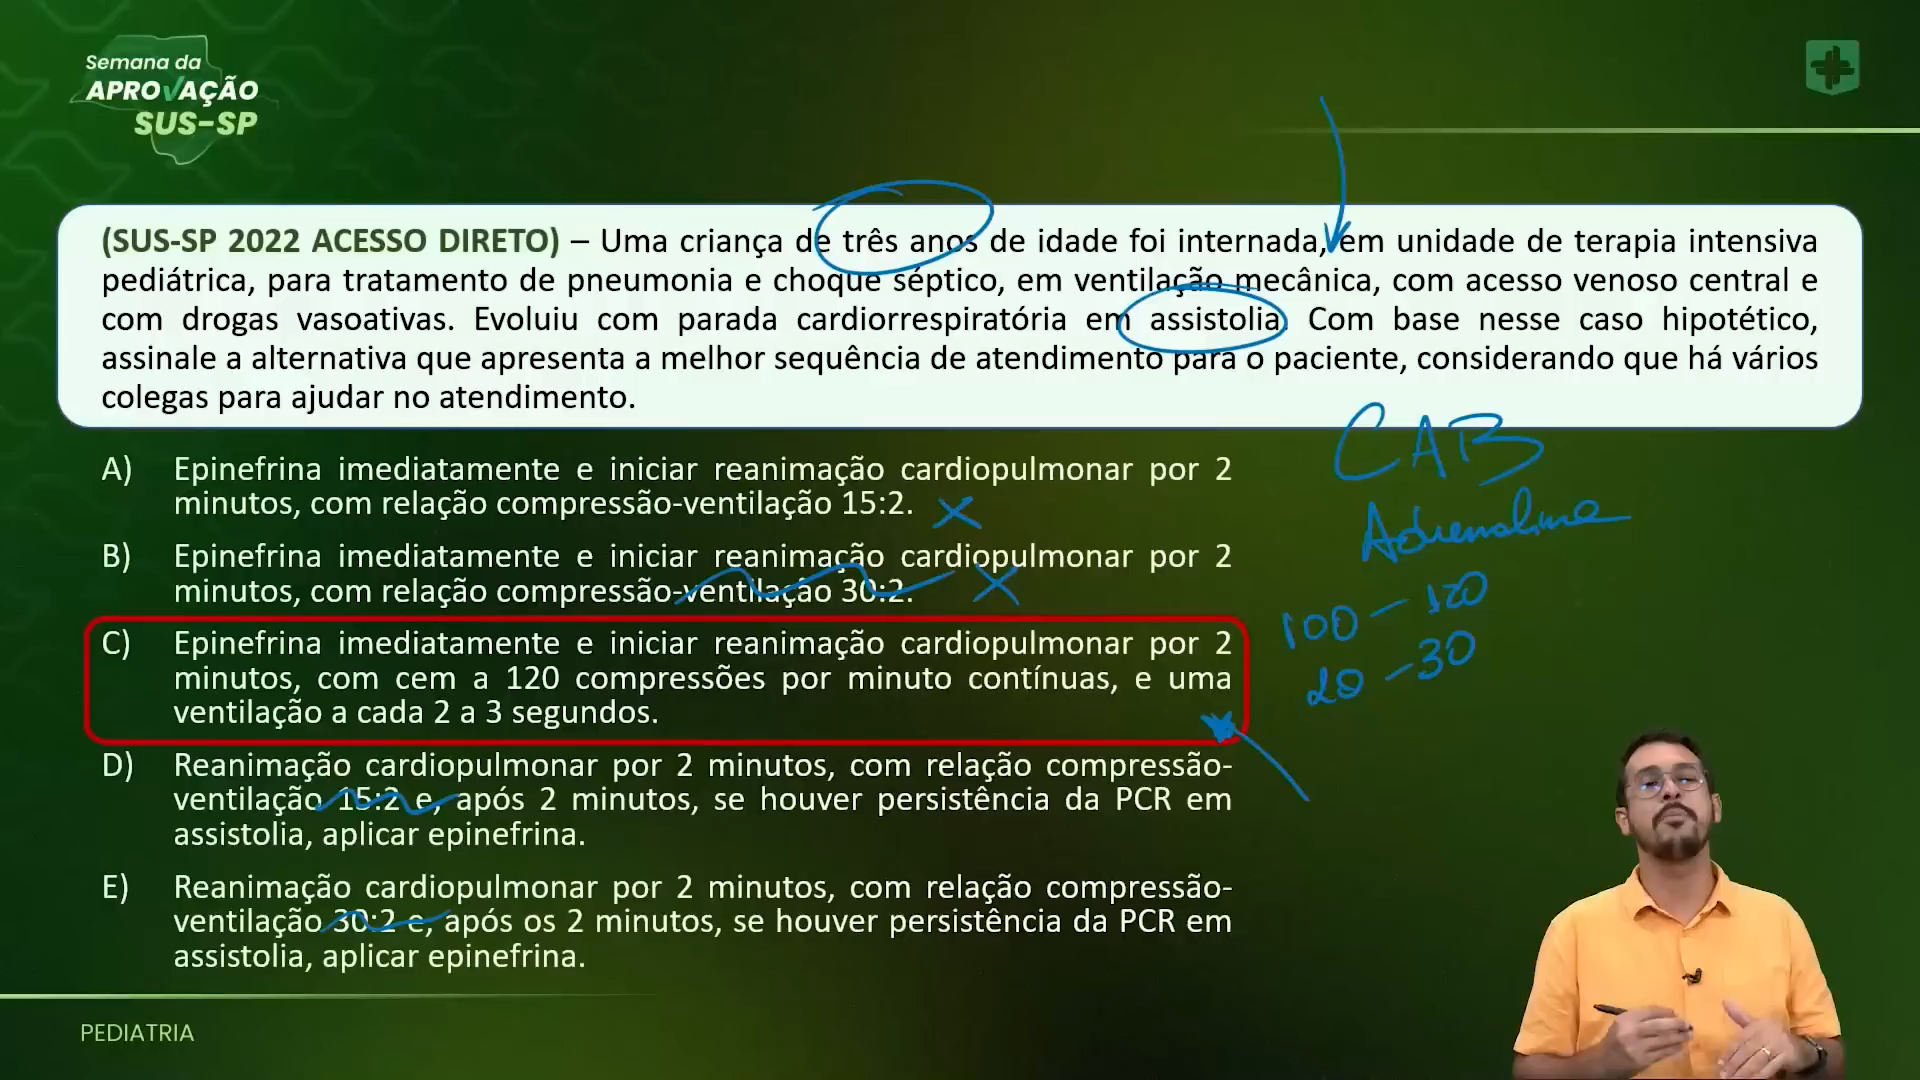 Semana da
APROVAÇÃO
SUS-SP
(SUS-SP 2022 ACESSO DIRETO) – Uma criança de três anos de idade foi internada, em unidade de terapia intensiva
pediátrica, para tratamento de pneumonia e choque séptico, em ventilação mecânica, com acesso venoso central e
com drogas vasoativas. Evoluiu com parada cardiorrespiratória em assistolia. Com base nesse caso hipotético,
assinale a alternativa que apresenta a melhor sequência de atendimento para o paciente, considerando que há vários
colegas para ajudar no atendimento.
CAB
Adrenalina
100 – 120
20 – 30
A) Epinefrina imediatamente e iniciar reanimação cardiopulmonar por 2
minutos, com relação compressão-ventilação 15:2.
B) Epinefrina imediatamente e iniciar reanimação cardiopulmonar por 2
minutos, com relação compressão-ventilação 30:2.
C) Epinefrina imediatamente e iniciar reanimação cardiopulmonar por 2
minutos, com cem a 120 compressões por minuto contínuas, e uma
ventilação a cada 2 a 3 segundos.
D) Reanimação cardiopulmonar por 2 minutos, com relação compressão-
ventilação 15:2 e, após 2 minutos, se houver persistência da PCR em
assistolia, aplicar epinefrina.
E) Reanimação cardiopulmonar por 2 minutos, com relação compressão-
ventilação 30:2 e, após os 2 minutos, se houver persistência da PCR em
assistolia, aplicar epinefrina.
PEDIATRIA